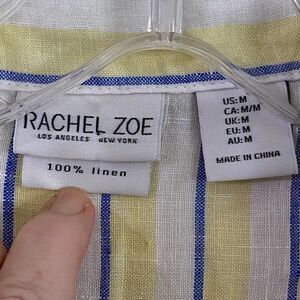 RACHEL ZOE
LOS ANGELES NEW YORK
100% linen
US: M
CA: M/M
UK: M
EU: M
AU: M
MADE IN CHINA